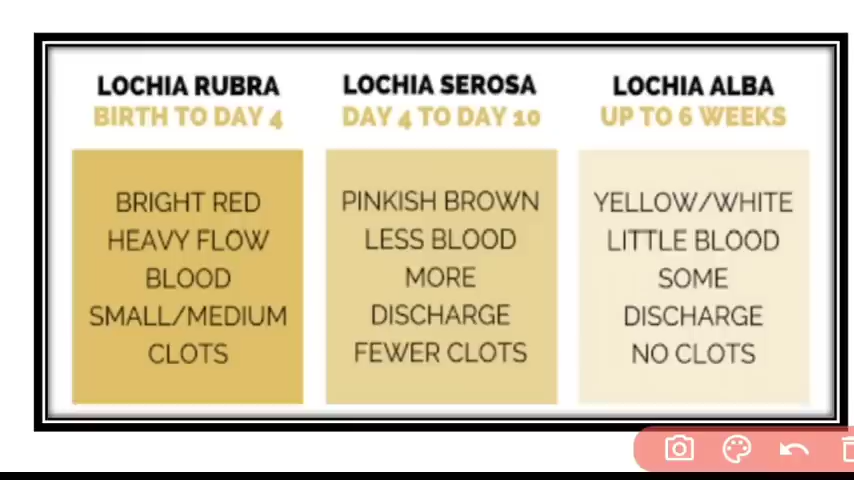 LOCHIA RUBRA
BIRTH TO DAY 4
BRIGHT RED
HEAVY FLOW
BLOOD
SMALL/MEDIUM
CLOTS
LOCHIA SEROSA
DAY 4 TO DAY 10
PINKISH BROWN
LESS BLOOD
MORE
DISCHARGE
FEWER CLOTS
LOCHIA ALBA
UP TO 6 WEEKS
YELLOW/WHITE
LITTLE BLOOD
SOME
DISCHARGE
NO CLOTS